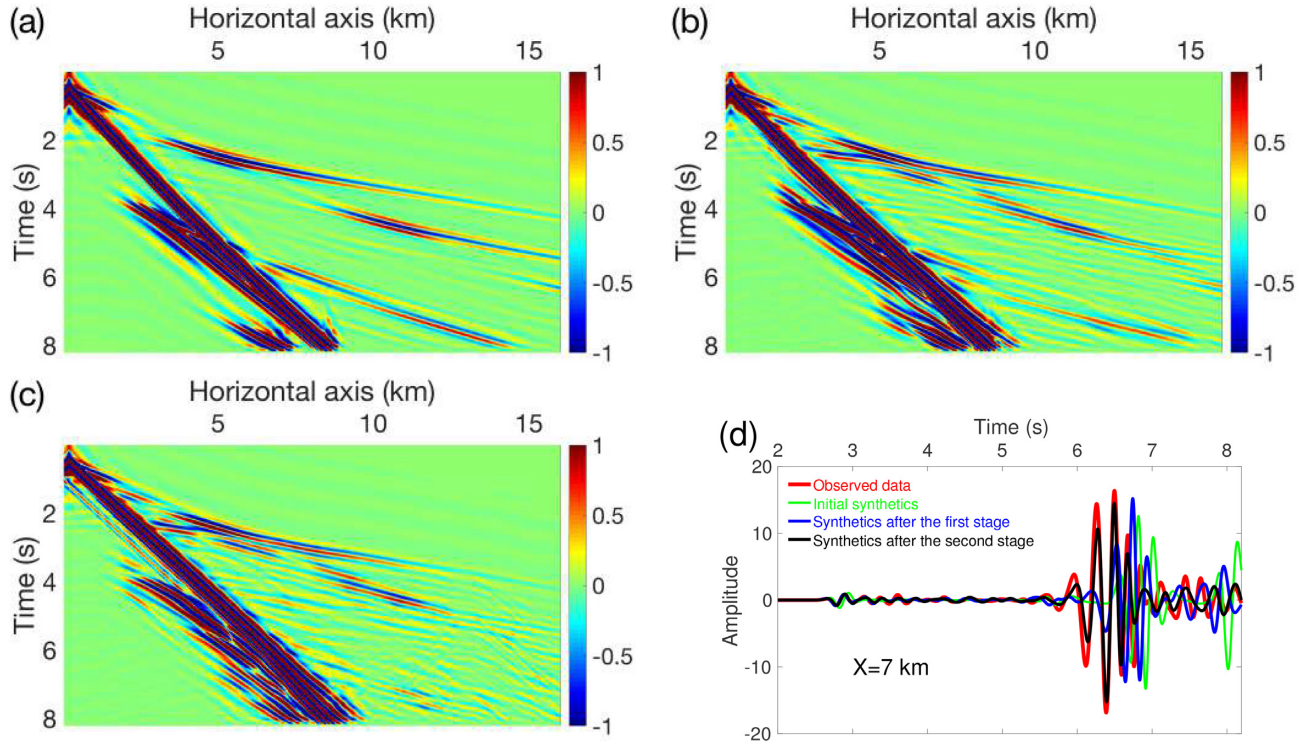 (a)
Horizontal axis (km)
5 10 15
Time (s)
2
4
6
8
1
0.5
0
-0.5
-1
(b)
Horizontal axis (km)
5 10 15
Time (s)
2
4
6
8
1
0.5
0
-0.5
-1
(c)
Horizontal axis (km)
5 10 15
Time (s)
2
4
6
8
1
0.5
0
-0.5
-1
(d)
Time (s)
2 3 4 5 6 7 8
Amplitude
20
10
0
-10
-20
Observed data
Initial synthetics
Synthetics after the first stage
Synthetics after the second stage
X=7 km